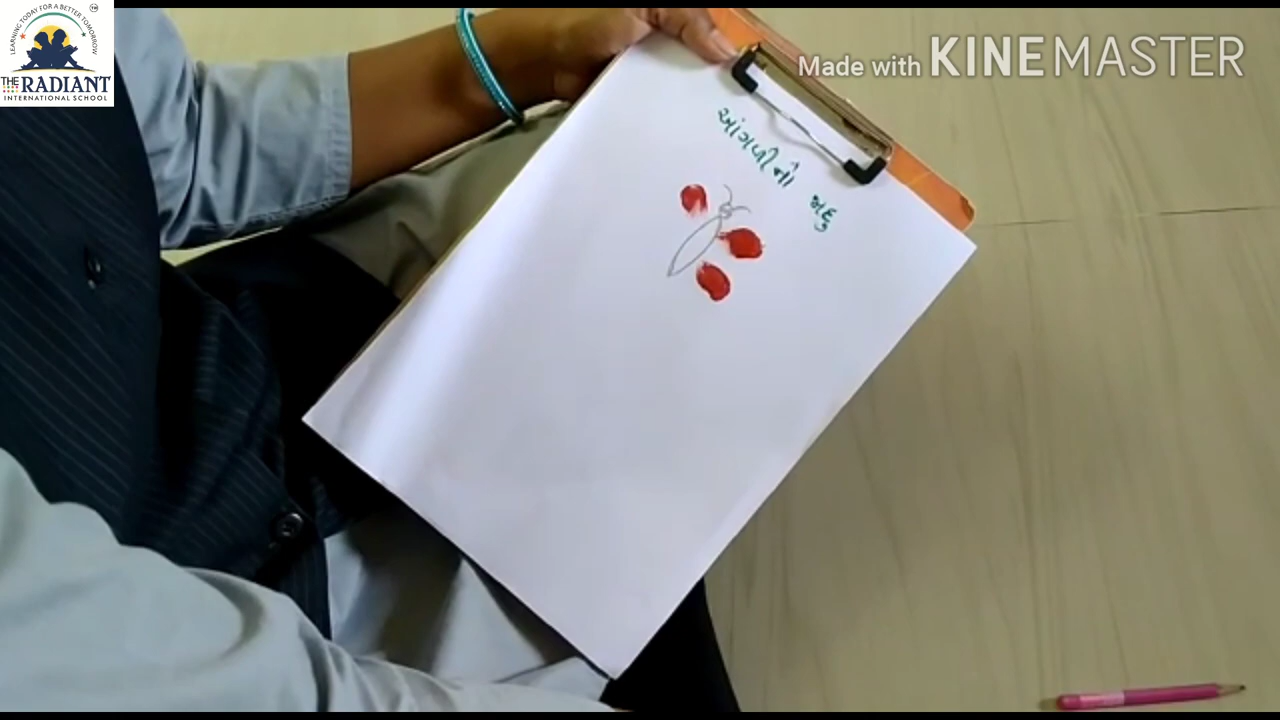 LEARNING TODAY FOR A BETTER TOMORROW
THE RADIANT
INTERNATIONAL SCHOOL
Made with KINEMASTER
આંગળીનો જાદુ